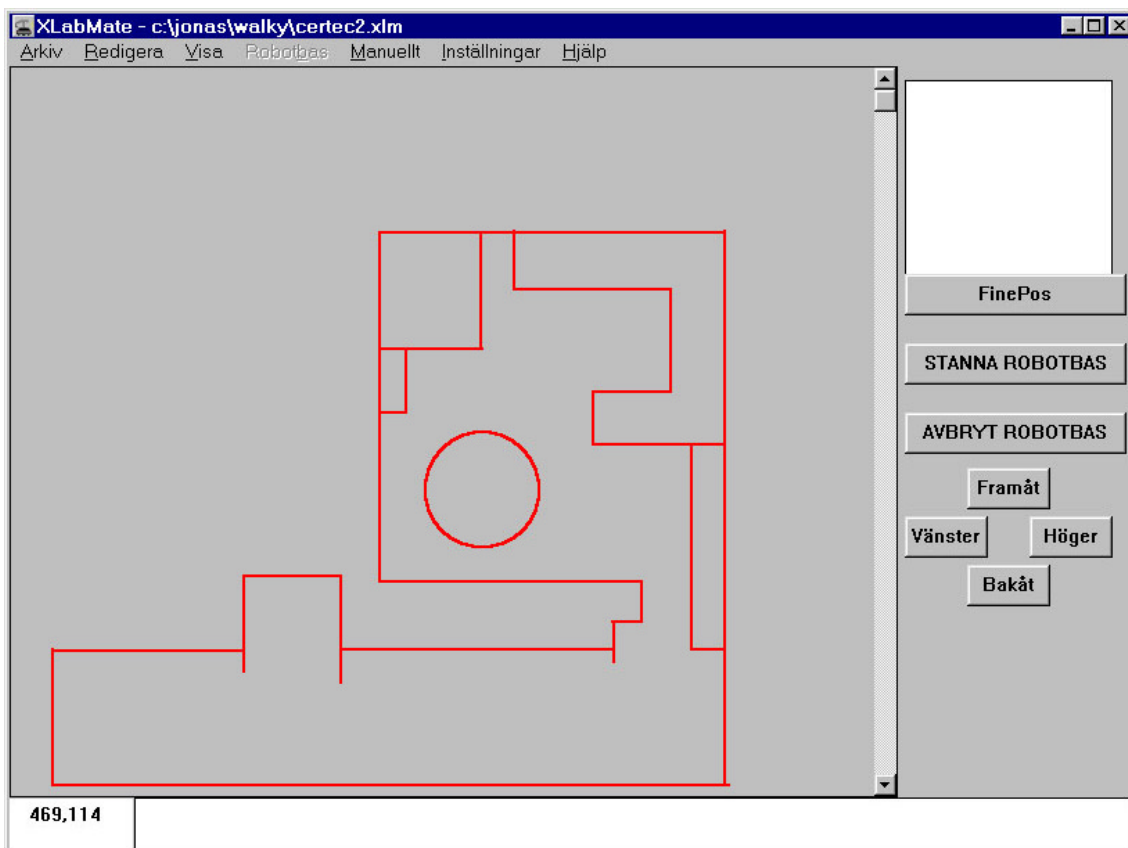 XLabMate - c:\jonas\walky\certec2.xlm
Arkiv Redigera Visa Robotbas Manuellt Inställningar Hjälp
FinePos
STANNA ROBOTBAS
AVBRYT ROBOTBAS
Framåt
Vänster Höger
Bakåt
469,114